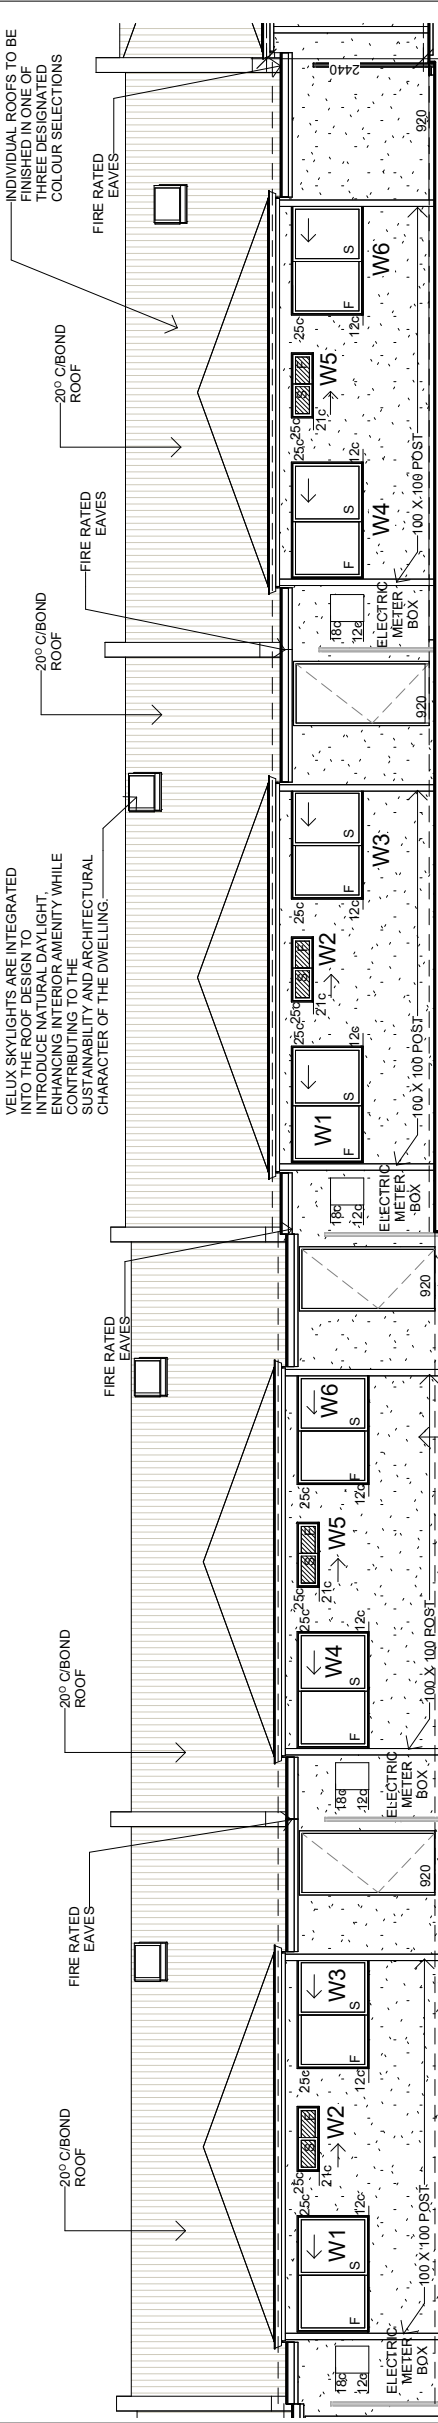 20O C/BOND
ROOF
FIRE RATED
EAVES
20O C/BOND
ROOF
FIRE RATED
EAVES
VELUX SKYLIGHTS ARE INTEGRATED
INTO THE ROOF DESIGN TO
INTRODUCE NATURAL DAYLIGHT,
ENHANCING INTERIOR AMENITY WHILE
CONTRIBUTING TO THE
SUSTAINABILITY AND ARCHITECTURAL
CHARACTER OF THE DWELLING.
20O C/BOND
ROOF
FIRE RATED
EAVES
20O C/BOND
ROOF
INDIVIDUAL ROOFS TO BE
FINISHED IN ONE OF
THREE DESIGNATED
COLOUR SELECTIONS
FIRE RATED
EAVES
18c
12c
ELECTRIC
METER
BOX
W1
F
S
25c
12c
25c
21c
S
F
W2
25c
12c
W3
F
S
100 X 100 POST
920
18c
12c
ELECTRIC
METER
BOX
W4
F
S
25c
12c
25c
21c
S
F
W5
25c
12c
W6
F
S
100 X 100 POST
920
18c
12c
ELECTRIC
METER
BOX
W1
F
S
25c
12c
25c
21c
S
F
W2
25c
12c
W3
F
S
100 X 100 POST
920
18c
12c
ELECTRIC
METER
BOX
W4
F
S
25c
12c
25c
21c
S
F
W5
25c
12c
W6
F
S
100 X 100 POST
920
2440